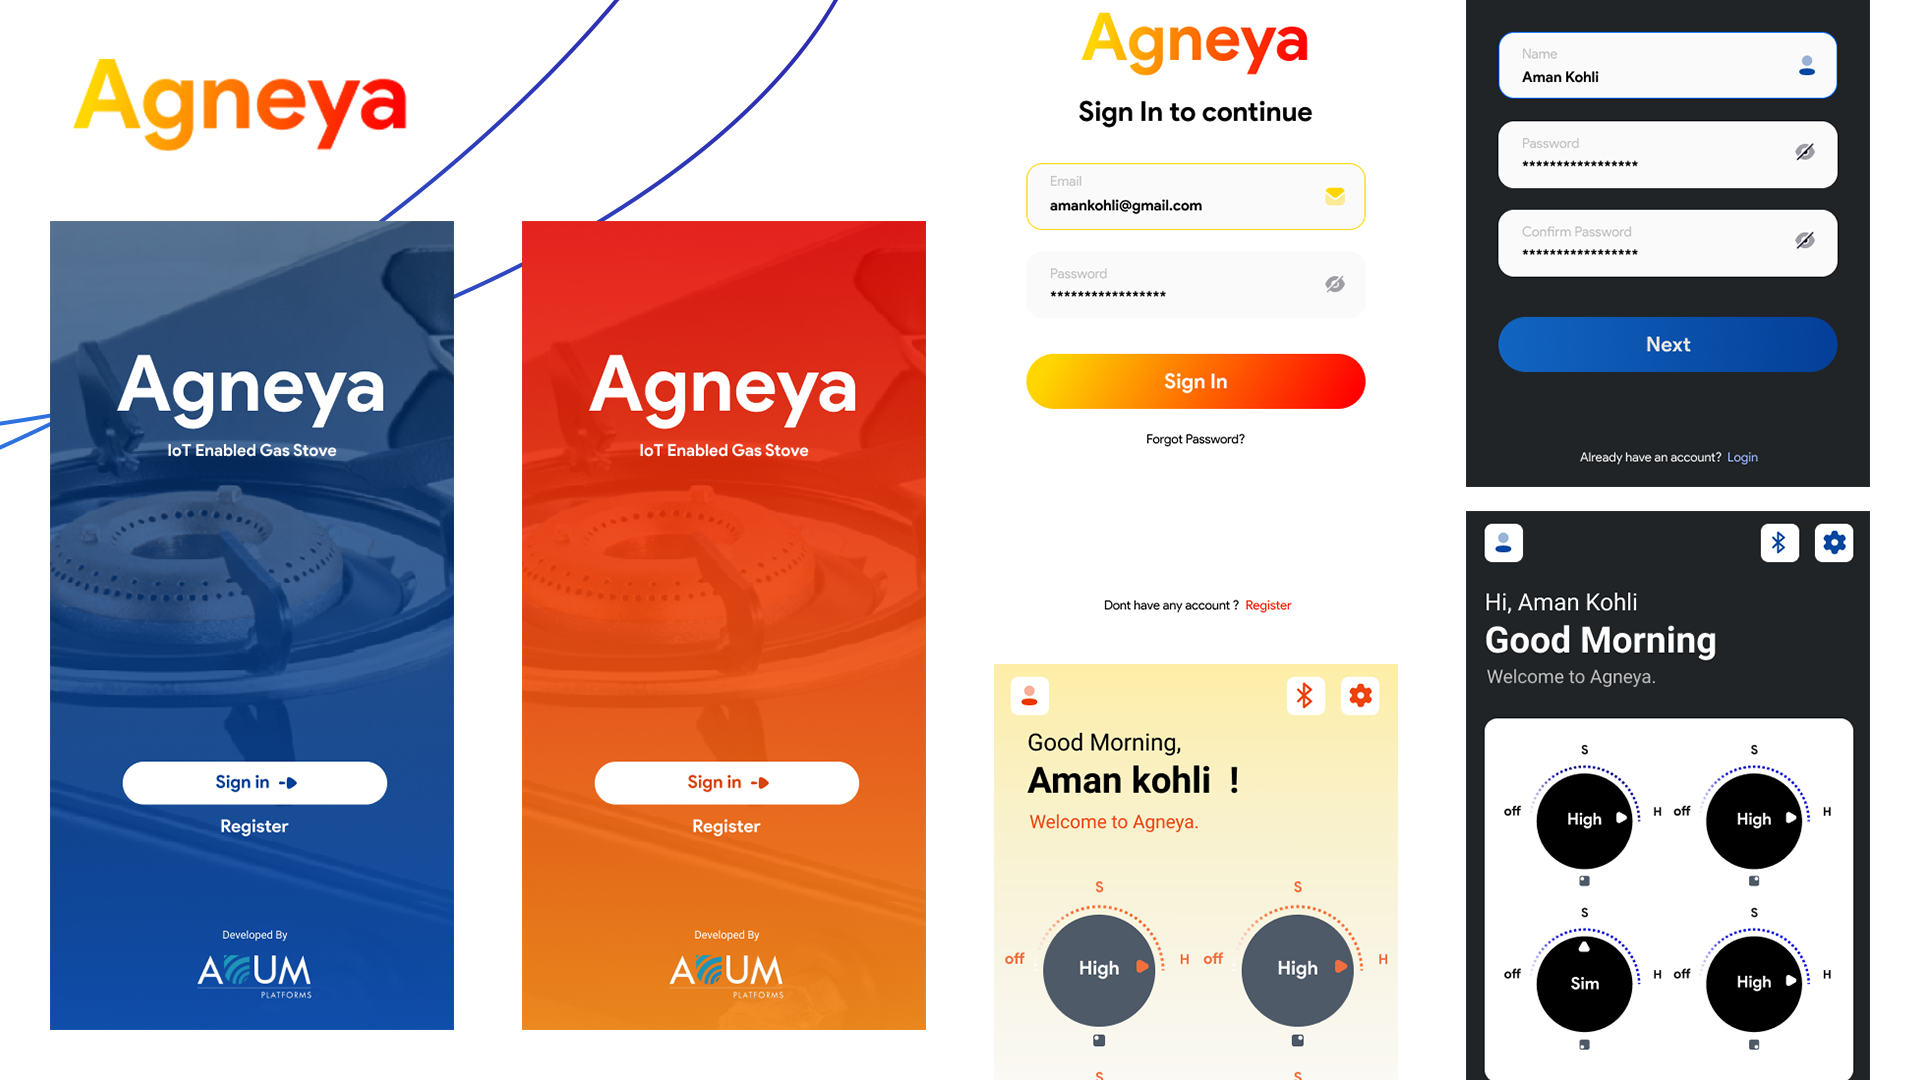 Agneya
Agneya
IoT Enabled Gas Stove
Sign in
Register
Developed By
PLATFORMS
Agneya
IoT Enabled Gas Stove
Sign in
Register
Developed By
PLATFORMS
Agneya
Sign In to continue
Email
amankohli@gmail.com
Password
*****************
Sign In
Forgot Password?
Dont have any account ? Register
Good Morning,
Aman kohli !
Welcome to Agneya.
S S
off High H off High H
S S
Name
Aman Kohli
Password
*****************
Confirm Password
*****************
Next
Already have an account? Login
Hi, Aman Kohli
Good Morning
Welcome to Agneya.
S S
off High H off High H
S S
off Sim H off High H